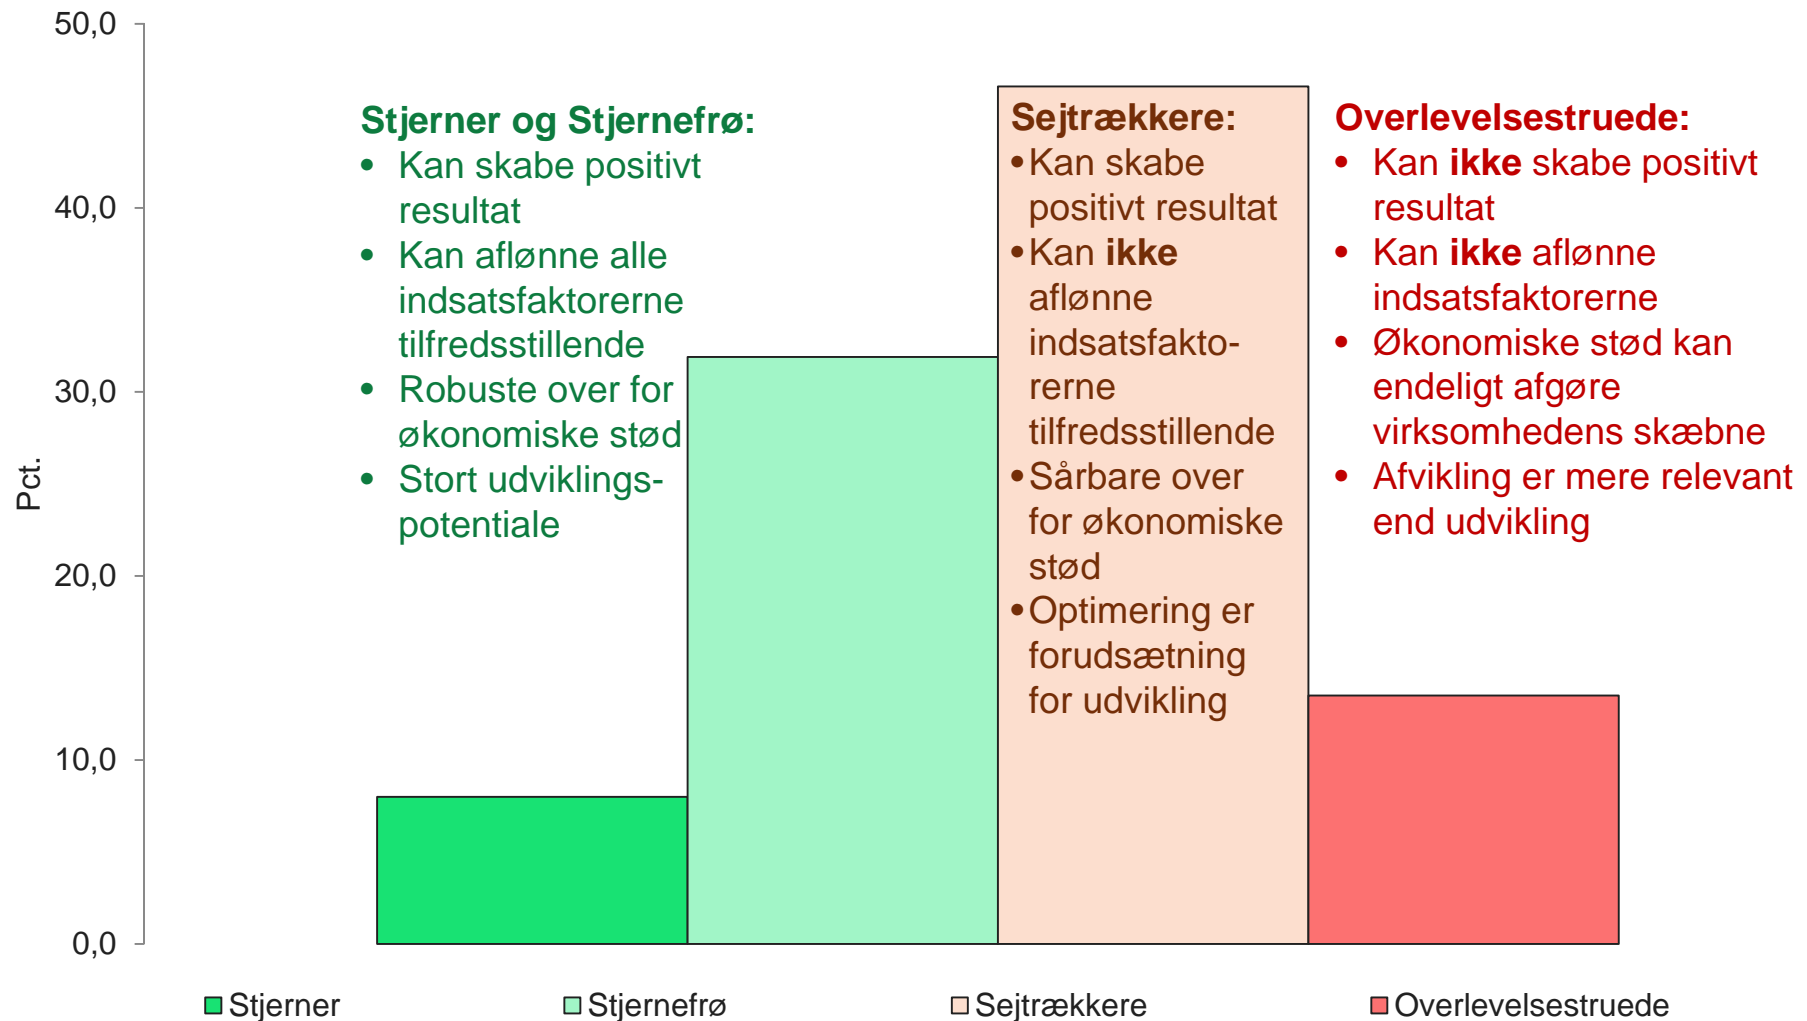 50,0
40,0
30,0
20,0
10,0
0,0
Pct.
Stjerner og Stjernefrø:
• Kan skabe positivt
resultat
• Kan aflønne alle
indsatsfaktorerne
tilfredsstillende
• Robuste over for
økonomiske stød
• Stort udviklings-
potentiale
Sejtrækkere:
• Kan skabe
positivt resultat
• Kan ikke
aflønne
indsatsfakto-
rerne
tilfredsstillende
• Sårbare over
for økonomiske
stød
• Optimering er
forudsætning
for udvikling
Overlevelsestruede:
• Kan ikke skabe positivt
resultat
• Kan ikke aflønne
indsatsfaktorerne
• Økonomiske stød kan
endeligt afgøre
virksomhedens skæbne
• Afvikling er mere relevant
end udvikling
Stjerner
Stjernefrø
Sejtrækkere
Overlevelsestruede